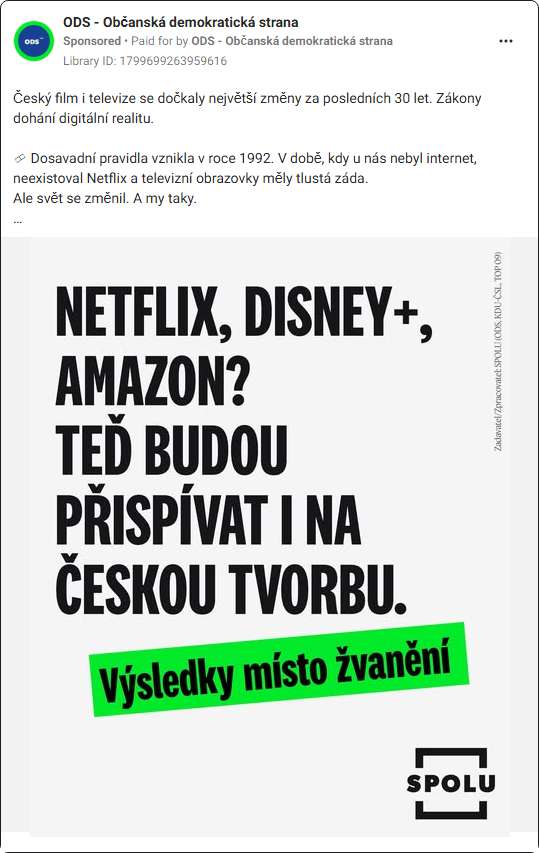 ODS - Občanská demokratická strana
Sponsored • Paid for by ODS - Občanská demokratická strana
Library ID: 1799699263959616
Český film i televize se dočkaly největší změny za posledních 30 let. Zákony
dohání digitální realitu.
Dosavadní pravidla vznikla v roce 1992. V době, kdy u nás nebyl internet,
neexistoval Netflix a televizní obrazovky měly tlustá záda.
Ale svět se změnil. A my taky.
...
NETFLIX, DISNEY+,
AMAZON?
TEĎ BUDOU
PŘISPÍVAT I NA
ČESKOU TVORBU.
Výsledky místo žvanění
SPOLU
Zadavatel/Zpracovatel: SPOLU (ODS, KDU-ČSL, TOP 09)
ODS